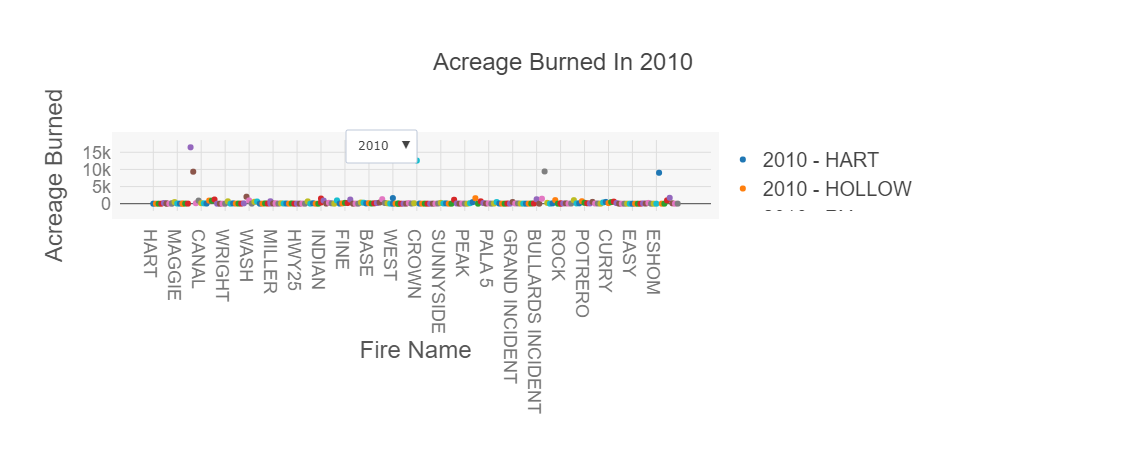 Acreage Burned In 2010
Acreage Burned
2010 ▼
15k
10k
5k
0
HART
MAGGIE
CANAL
WRIGHT
WASH
MILLER
HWY25
INDIAN
FINE
BASE
WEST
CROWN
SUNNYSIDE
PEAK
PALA 5
GRAND INCIDENT
BULLARDS INCIDENT
ROCK
POTRERO
CURRY
EASY
ESHOM
Fire Name
2010 - HART
2010 - HOLLOW